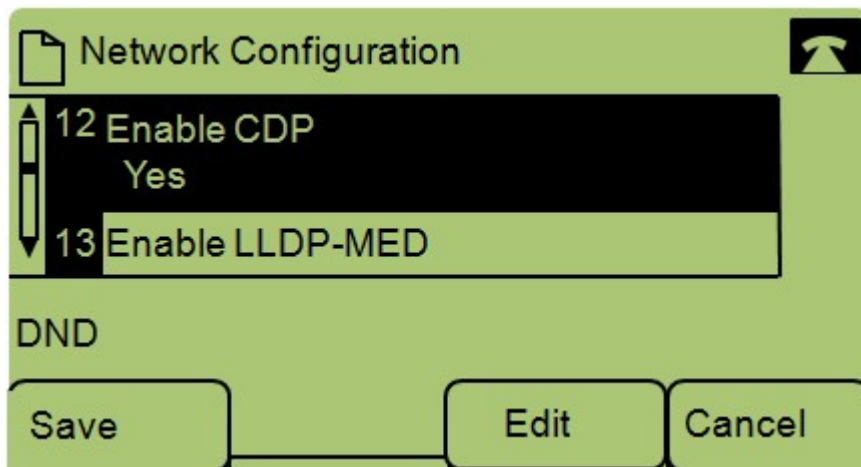 Network Configuration
12 Enable CDP
Yes
13 Enable LLDP-MED
DND
Save Edit Cancel